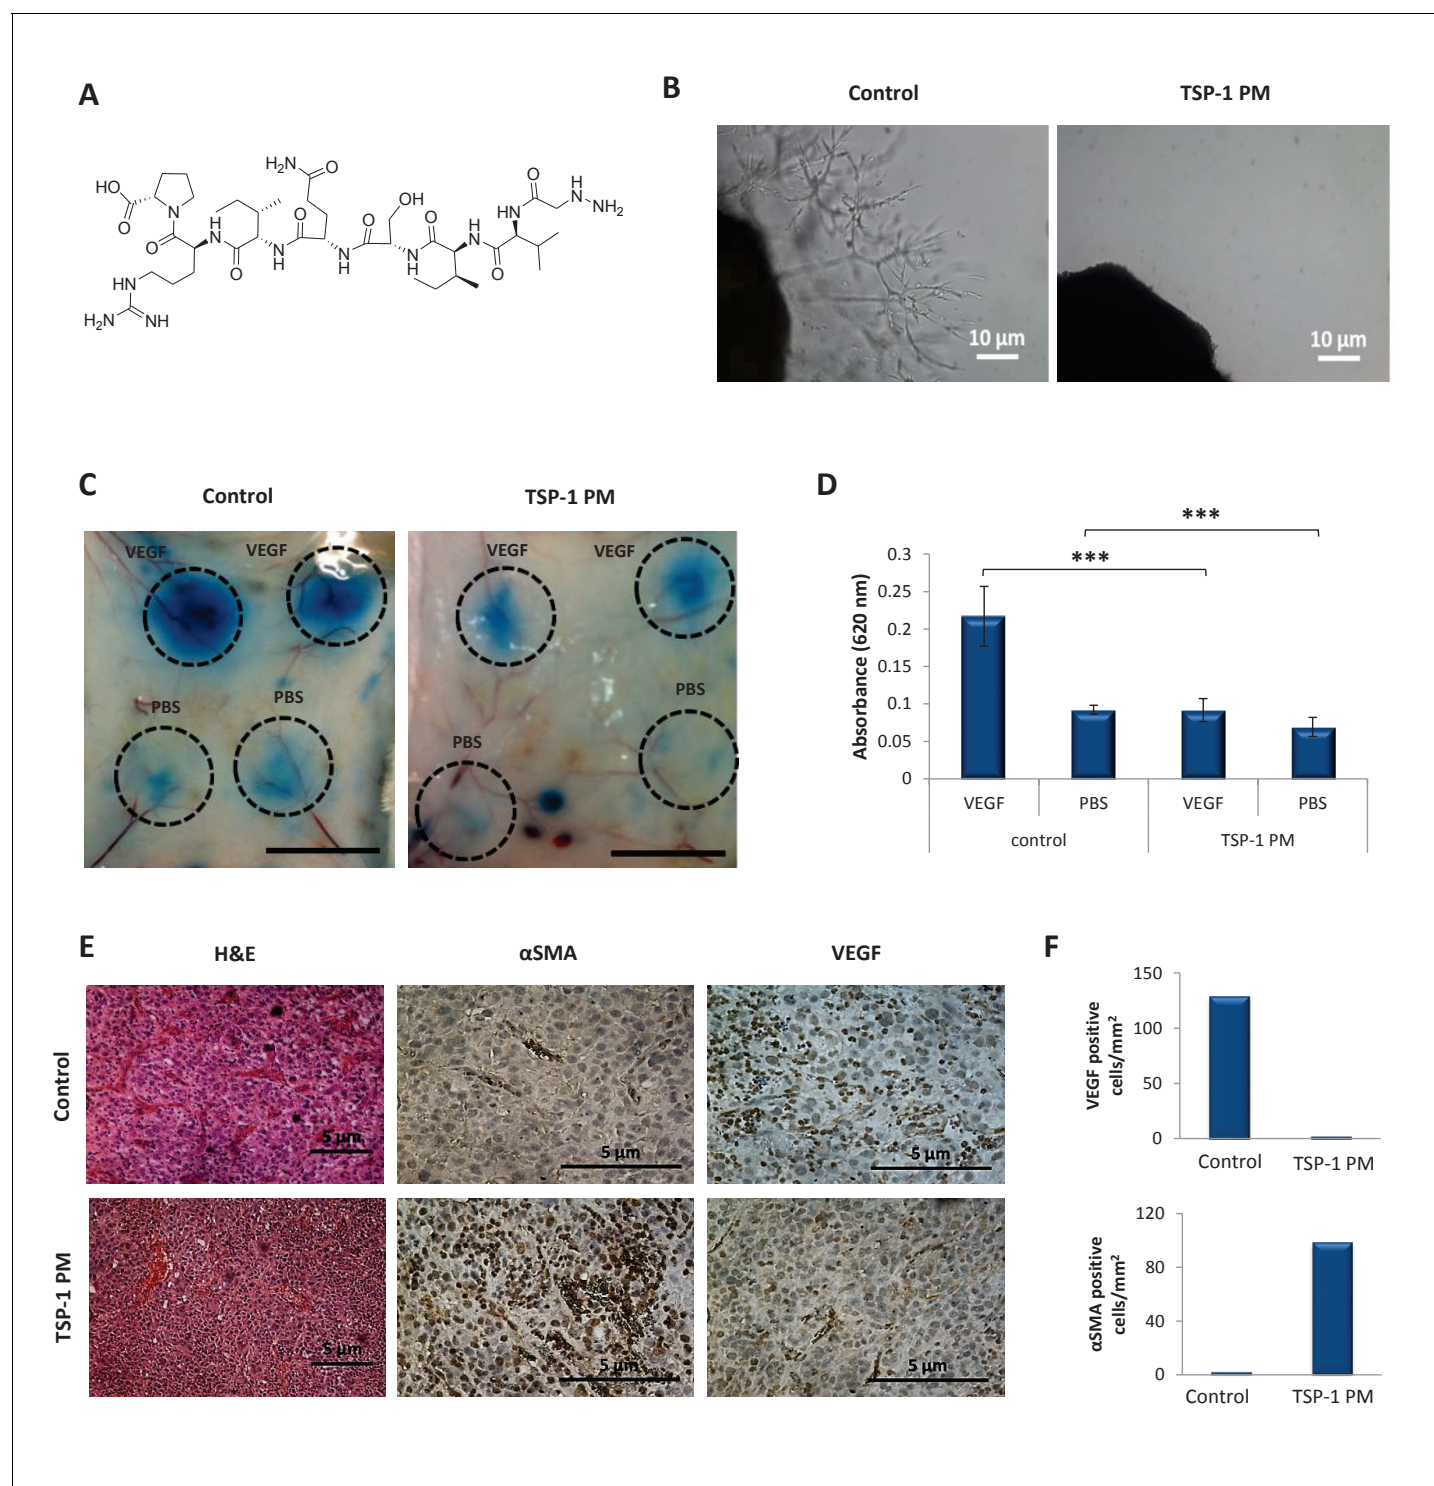 A
HO
O
N
O
H
N
H2N
O
O
N
H
O
N
H
O
OH
N
H
O
H
N
O
H
N
O
H
N
NH2
HN
H2N
NH
B
Control
TSP-1 PM
10 µm
10 µm
C
Control
TSP-1 PM
VEGF
VEGF
PBS
PBS
VEGF
VEGF
PBS
PBS
D
***
***
Absorbance (620 nm)
0.3
0.25
0.2
0.15
0.1
0.05
0
VEGF
PBS
VEGF
PBS
control
TSP-1 PM
E
H&E
αSMA
VEGF
Control
5 µm
5 µm
5 µm
TSP-1 PM
5 µm
5 µm
5 µm
F
VEGF positive
cells/mm²
150
100
50
0
Control
TSP-1 PM
αSMA positive
cells/mm²
120
80
40
0
Control
TSP-1 PM